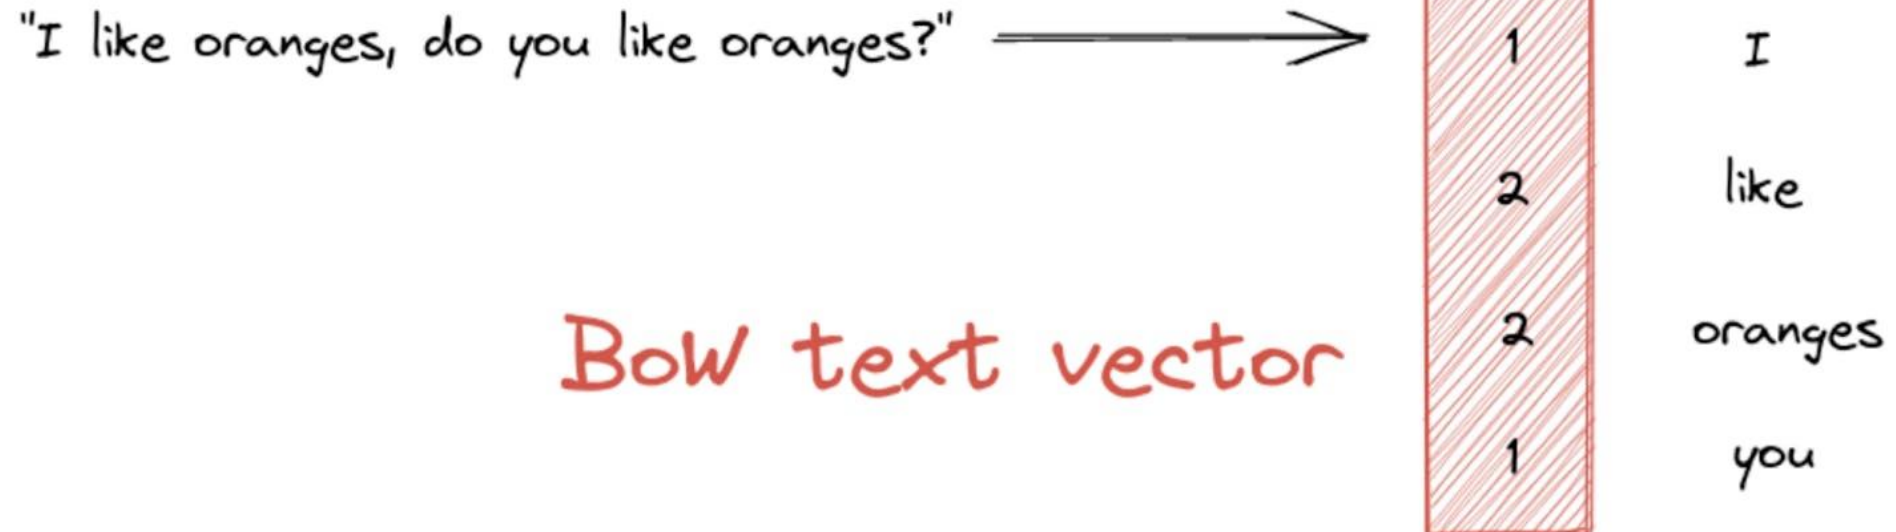 "I like oranges, do you like oranges?" 1 I
2 like
2 oranges
BoW text vector
1 you